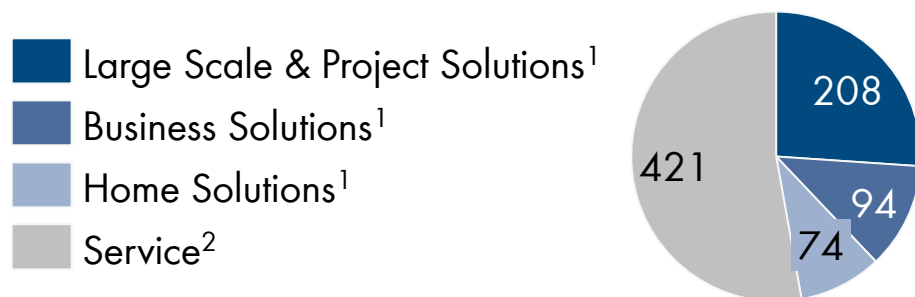 Large Scale & Project Solutions¹
Business Solutions¹
Home Solutions¹
Service²
208
94
74
421